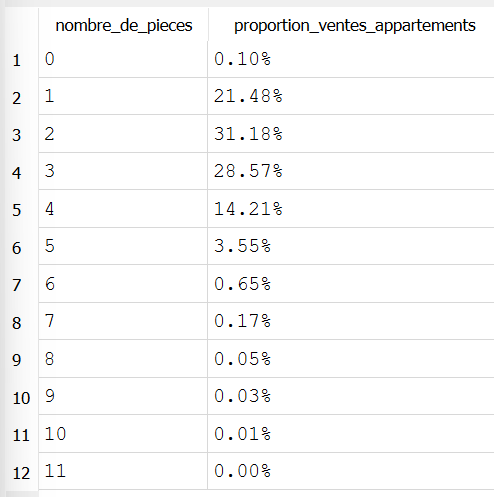 nombre_de_pieces proportion_ventes_appartements
1 0 0.10%
2 1 21.48%
3 2 31.18%
4 3 28.57%
5 4 14.21%
6 5 3.55%
7 6 0.65%
8 7 0.17%
9 8 0.05%
10 9 0.03%
11 10 0.01%
12 11 0.00%